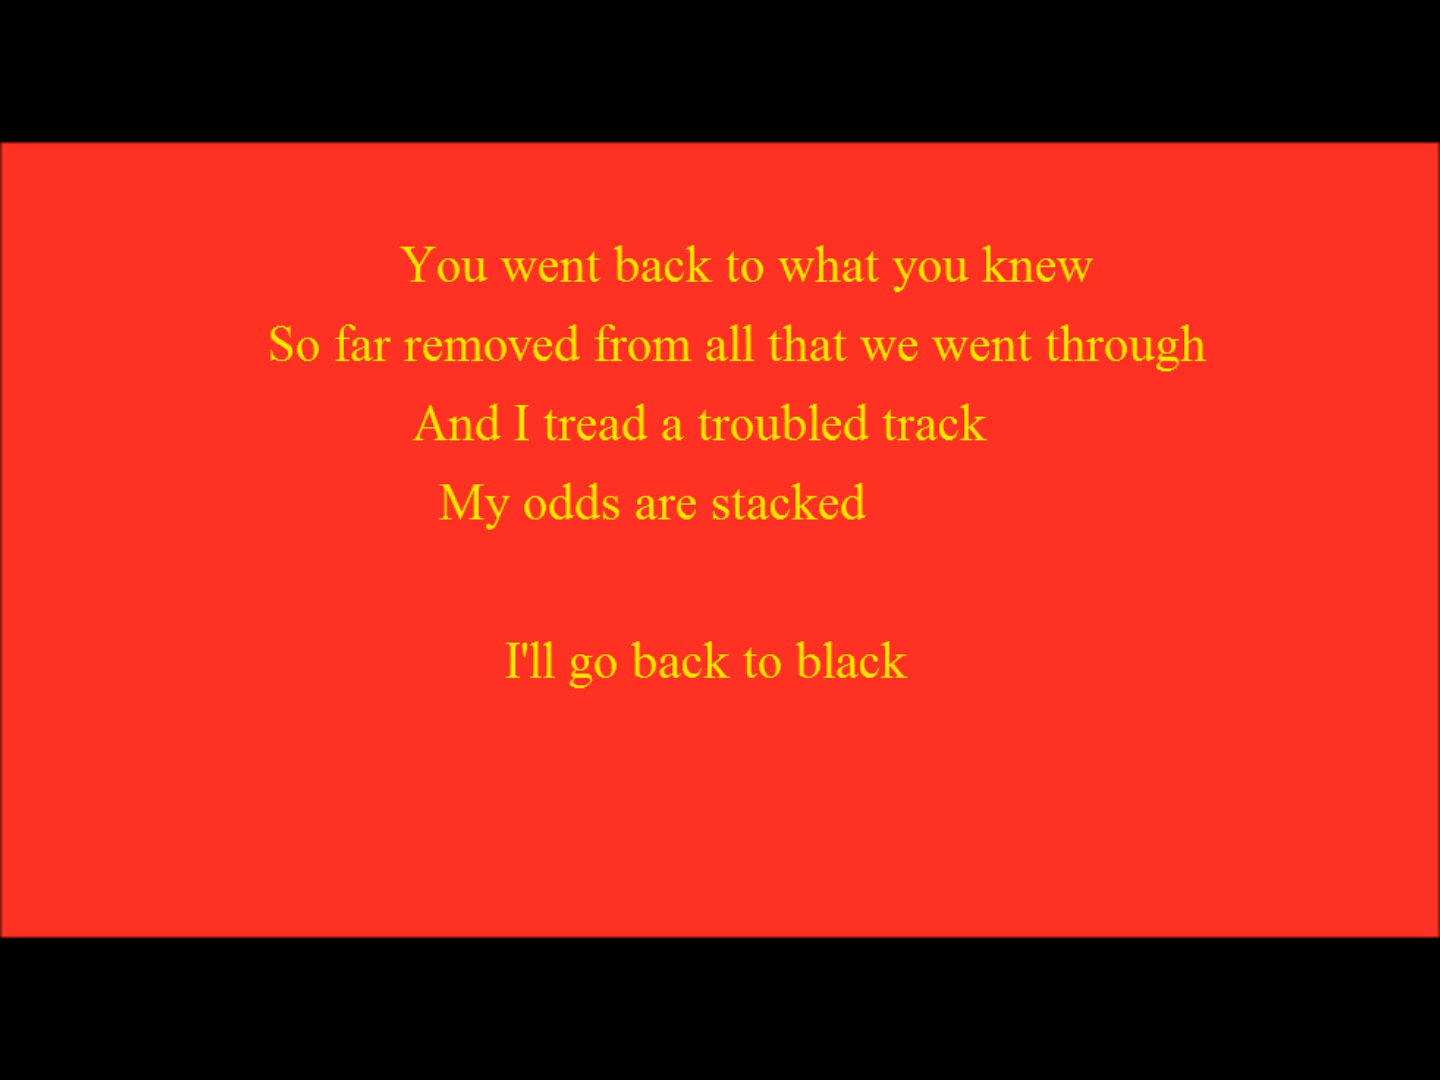 You went back to what you knew
So far removed from all that we went through
And I tread a troubled track
My odds are stacked
I'll go back to black